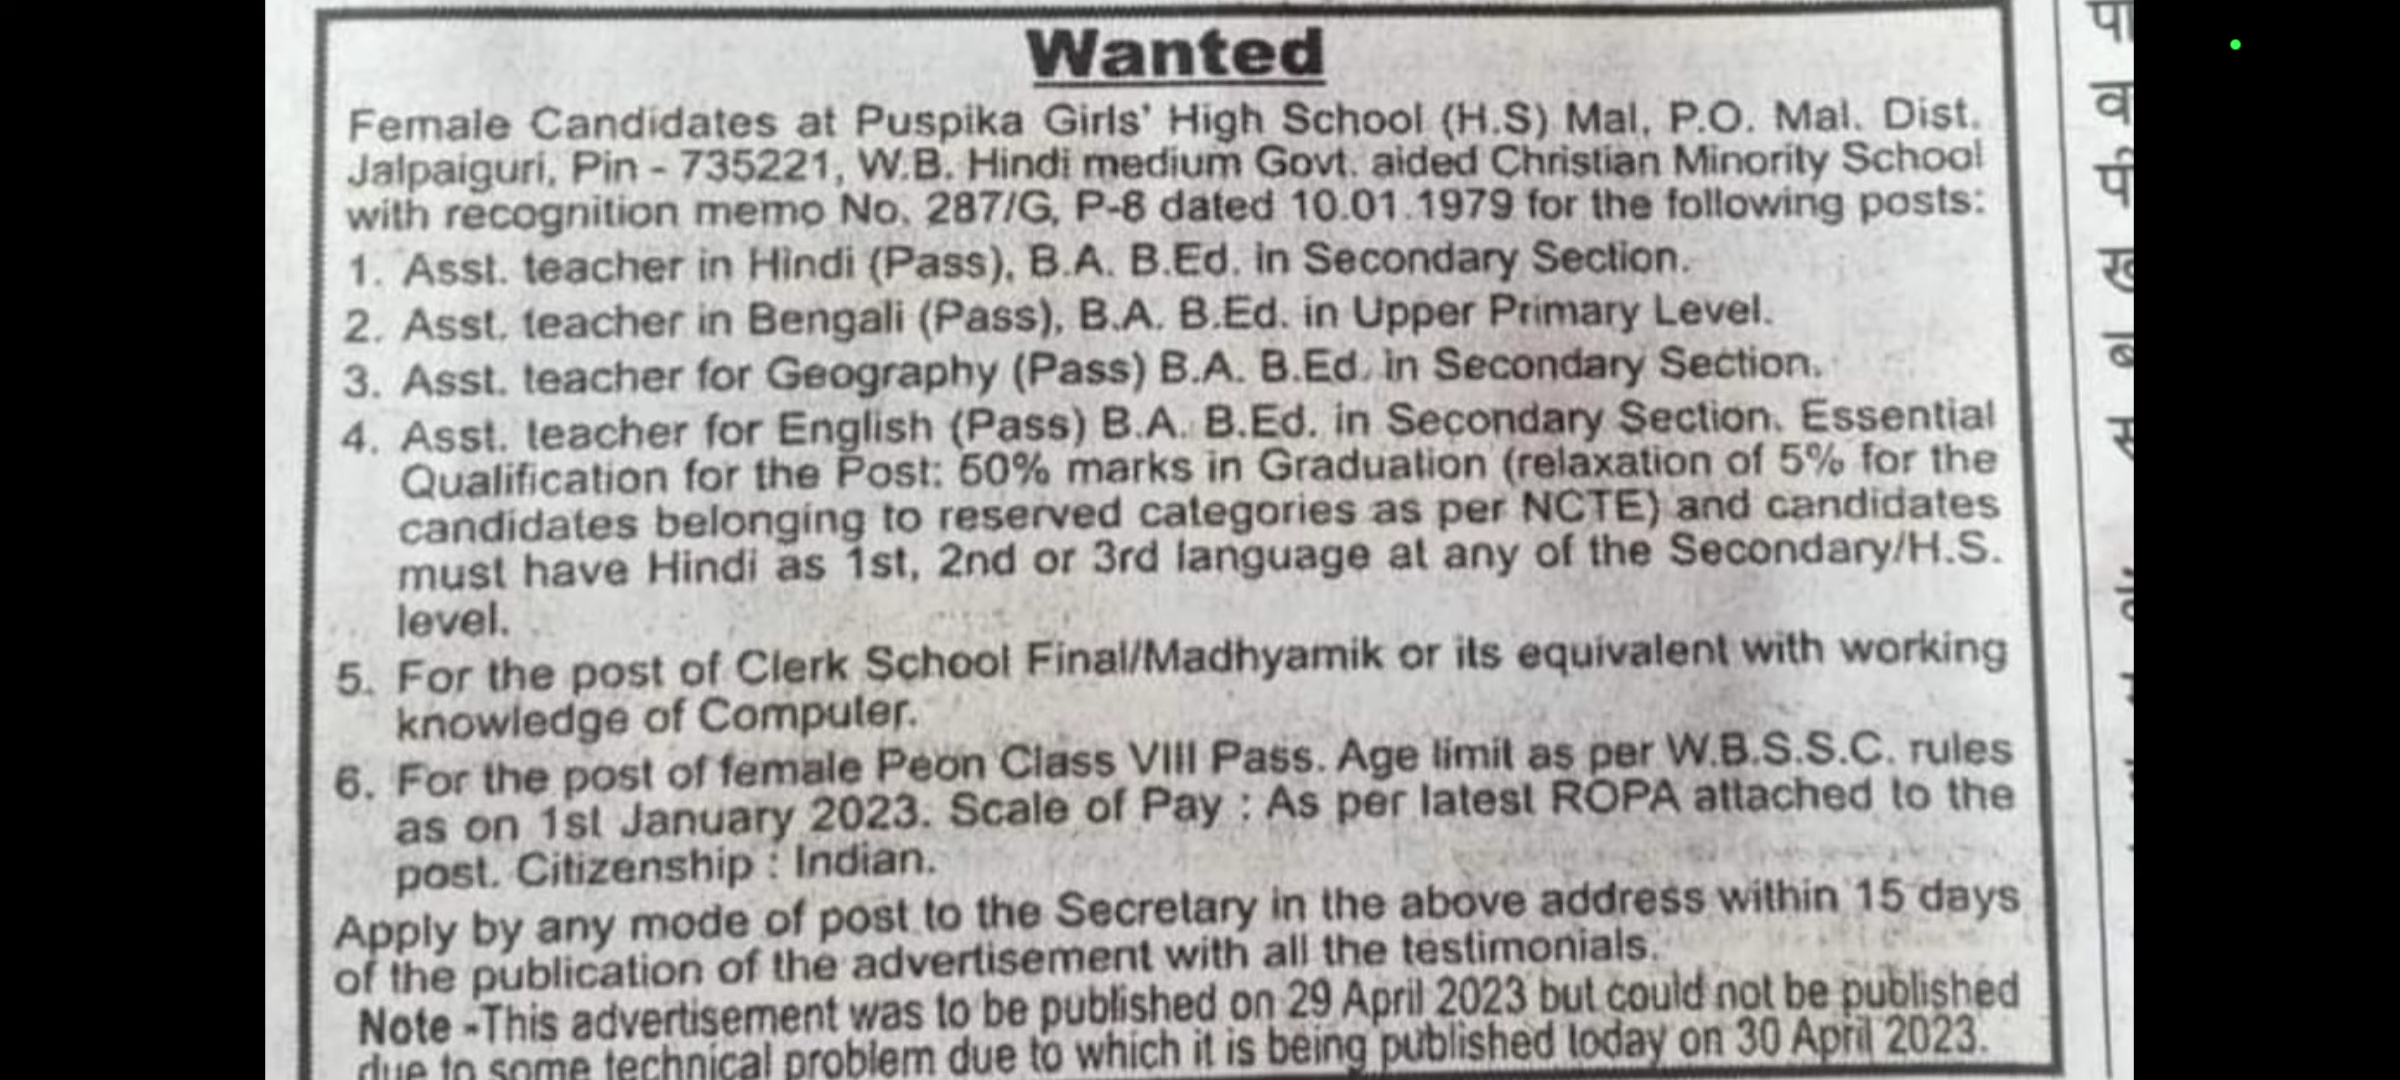 Wanted
Female Candidates at Puspika Girls' High School (H.S) Mal, P.O. Mal. Dist.
Jalpaiguri, Pin - 735221, W.B. Hindi medium Govt. aided Christian Minority School
with recognition memo No. 287/G, P-8 dated 10.01.1979 for the following posts:
1. Asst. teacher in Hindi (Pass), B.A. B.Ed. in Secondary Section.
2. Asst. teacher in Bengali (Pass), B.A. B.Ed. in Upper Primary Level.
3. Asst. teacher for Geography (Pass) B.A. B.Ed. in Secondary Section.
4. Asst. teacher for English (Pass) B.A. B.Ed. in Secondary Section. Essential
Qualification for the Post: 50% marks in Graduation (relaxation of 5% for the
candidates belonging to reserved categories as per NCTE) and candidates
must have Hindi as 1st, 2nd or 3rd language at any of the Secondary/H.S.
level.
5. For the post of Clerk School Final/Madhyamik or its equivalent with working
knowledge of Computer.
6. For the post of female Peon Class VIII Pass. Age limit as per W.B.S.S.C. rules
as on 1st January 2023. Scale of Pay : As per latest ROPA attached to the
post. Citizenship : Indian.
Apply by any mode of post to the Secretary in the above address within 15 days
of the publication of the advertisement with all the testimonials.
Note -This advertisement was to be published on 29 April 2023 but could not be published
due to some technical problem due to which it is being published today on 30 April 2023.